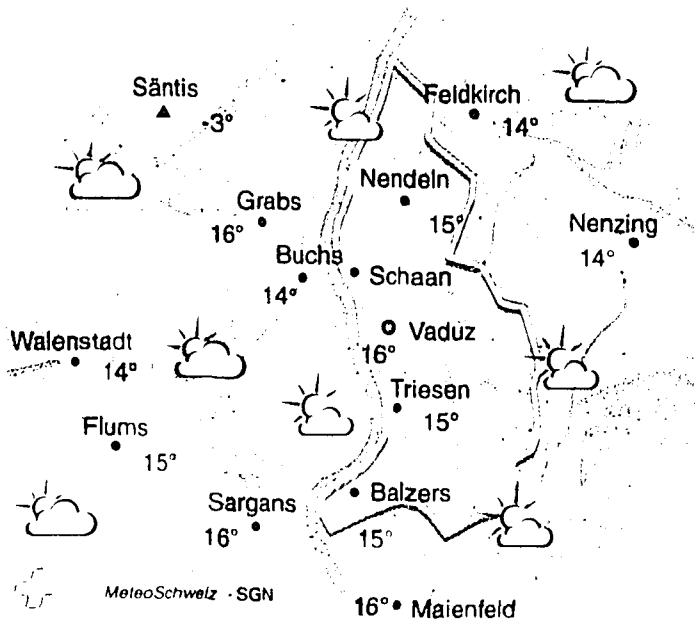 Säntis
-3°
Feldkirch
14°
Nendeln
15°
Grabs
16°
Nenzing
14°
Buchs
14°
Schaan
Vaduz
16°
Walenstadt
14°
Triesen
15°
Flums
15°
Balzers
15°
Sargans
16°
MeteoSchweiz - SGN
16° Maienfeld